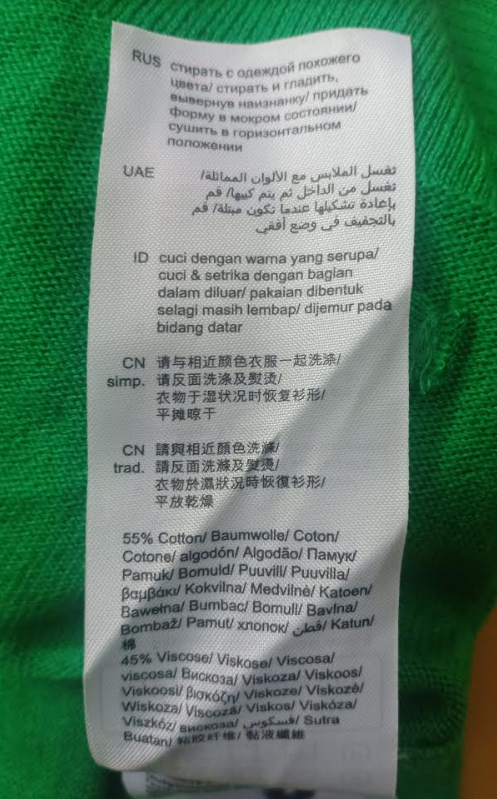 RUS стирать с одеждой похожего
цвета/ стирать и гладить,
вывернув наизнанку/ придать
форму в мокром состоянии/
сушить в горизонтальном
положении
UAE تغسل الملابس مع الألوان المماثلة/
تغسل من الداخل ثم يتم كيها/ قم
بإعادة تشكيلها عندما تكون مبتلة/ قم
بالتجفيف في وضع أفقي
ID cuci dengan warna yang serupa/
cuci & setrika dengan bagian
dalam diluar/ pakaian dibentuk
selagi masih lembap/ dijemur pada
bidang datar
CN 请与相近颜色衣服一起洗涤/
simp. 请反面洗涤及熨烫/
衣物于湿状况时恢复衫形/
平摊晾干
CN 請與相近顏色洗滌/
trad. 請反面洗滌及熨燙/
衣物於濕狀況時恢復衫形/
平放乾燥
55% Cotton/ Baumwolle/ Coton/
Cotone/ algodón/ Algodão/ Памук/
Pamuk/ Bomuld/ Puuvill/ Puuvilla/
βαμβάκι/ Kokvilna/ Medvilnė/ Katoen/
Bawełna/ Bumbac/ Bomull/ Bavlna/
Bombaž/ Pamut/ хлопок/ قطن/ Katun/
棉
45% Viscose/ Viskose/ Viscosa/
viscosa/ Вискоза/ Viskoza/ Viskoos/
Viskoosi/ βισκόζη/ Viskoze/ Viskozė/
Wiskoza/ Viscoză/ Viskos/ Viskóza/
Viszkóz/ вискоза/ فسكوس/ Sutra
Buatan/ 粘胶纤维/ 黏液纖維